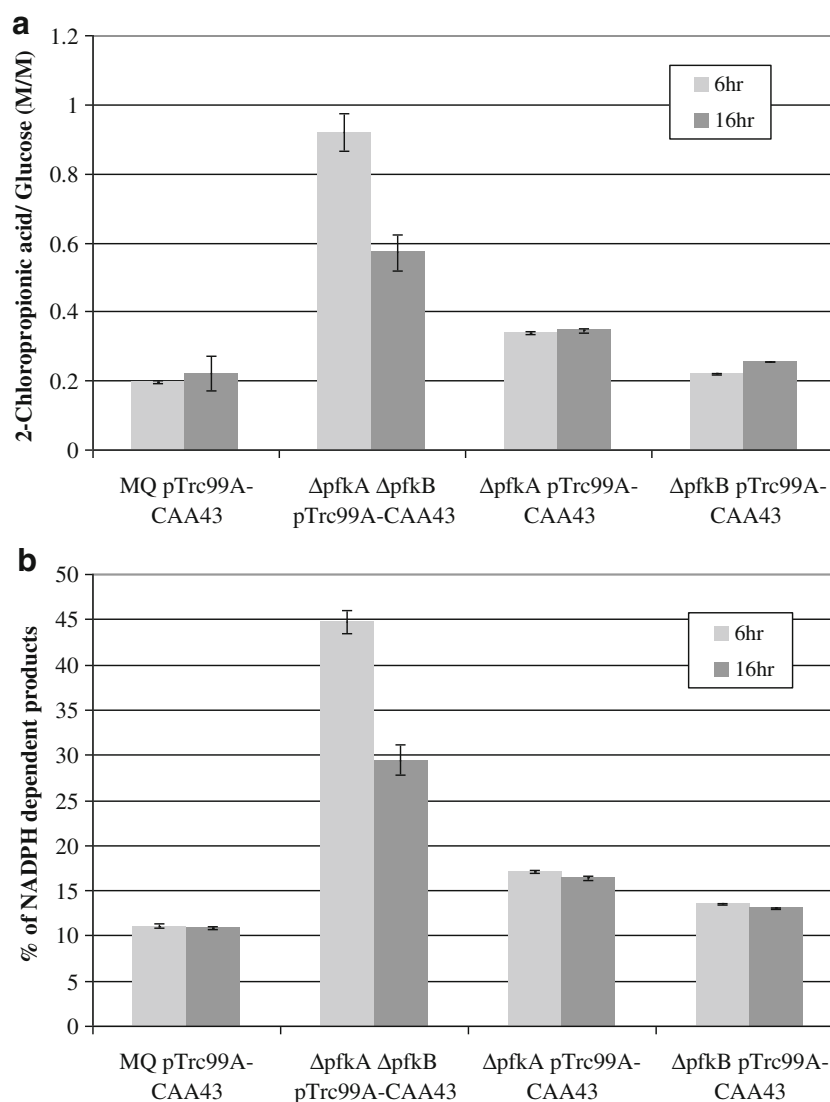 a
2-Chloropropionic acid/ Glucose (M/M)
1.2
1
0.8
0.6
0.4
0.2
0
6hr
16hr
MQ pTrc99A-
CAA43
ΔpfkA ΔpfkB
pTrc99A-CAA43
ΔpfkA pTrc99A-
CAA43
ΔpfkB pTrc99A-
CAA43
b
% of NADPH dependent products
50
45
40
35
30
25
20
15
10
5
0
6hr
16hr
MQ pTrc99A-
CAA43
ΔpfkA ΔpfkB
pTrc99A-CAA43
ΔpfkA pTrc99A-
CAA43
ΔpfkB pTrc99A-
CAA43